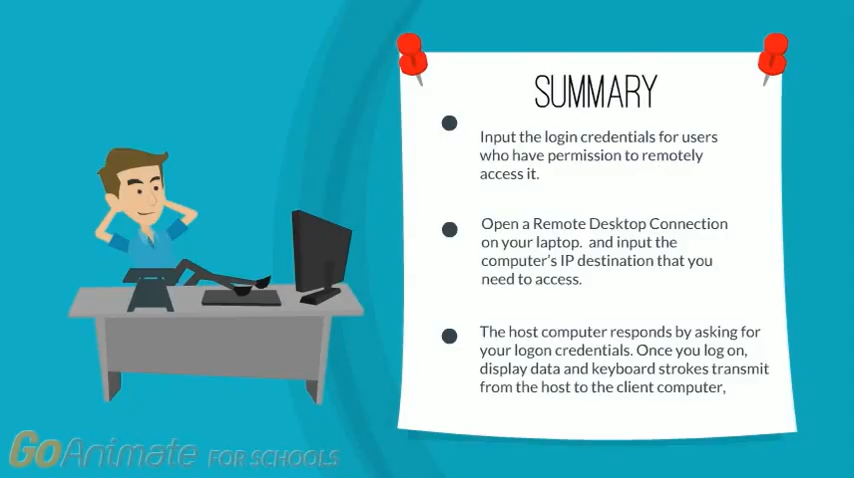 SUMMARY
Input the login credentials for users
who have permission to remotely
access it.
Open a Remote Desktop Connection
on your laptop.  and input the
computer's IP destination that you
need to access.
The host computer responds by asking for
your logon credentials. Once you log on,
display data and keyboard strokes transmit
from the host to the client computer,
GoAnimate FOR SCHOOLS